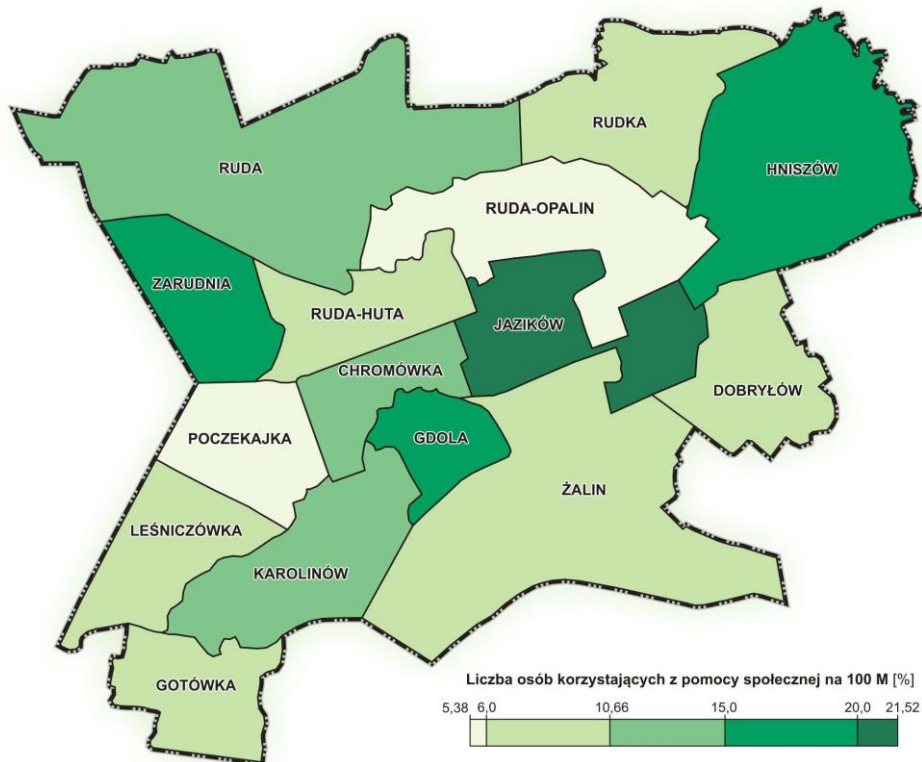 RUDKA
RUDA
HNISZÓW
RUDA-OPALIN
ZARUDNIA
RUDA-HUTA
JAZIKÓW
CHROMÓWKA
DOBRYŁÓW
POCZEKAJKA
GDOLA
ŻALIN
LEŚNICZÓWKA
KAROLINÓW
GOTÓWKA
Liczba osób korzystających z pomocy społecznej na 100 M [%]
5,38 6,0 10,66 15,0 20,0 21,52